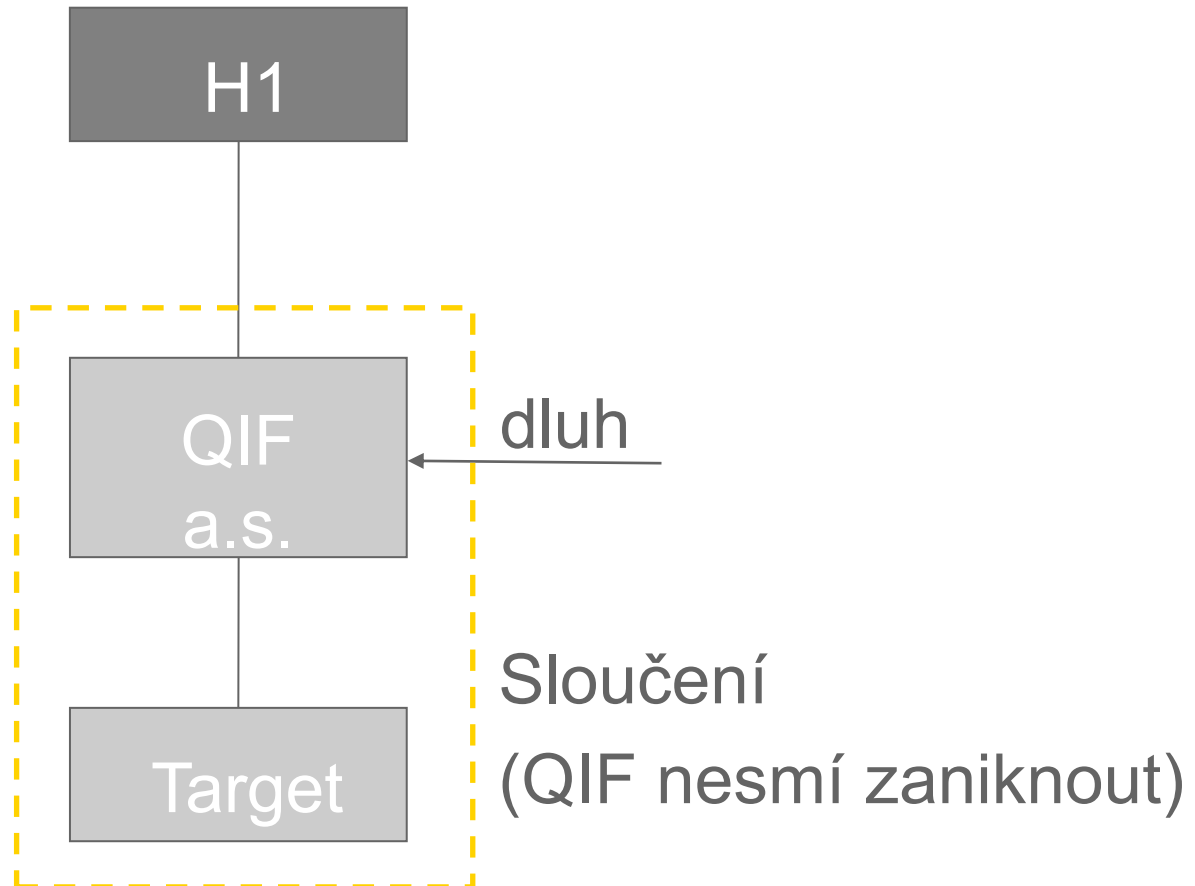 H1
QIF
a.s.
dluh
Sloučení
(QIF nesmí zaniknout)
Target